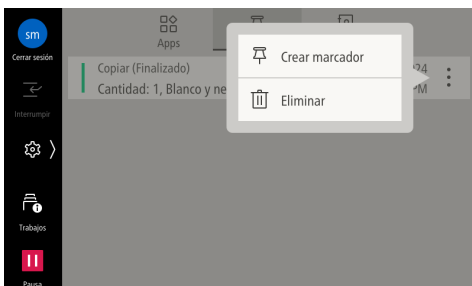 sm
Cerrar sesión
Interrumpir
Trabajos
Pausa
Apps
Copiar (Finalizado)
24
Cantidad: 1, Blanco y ne
PM
Crear marcador
Eliminar